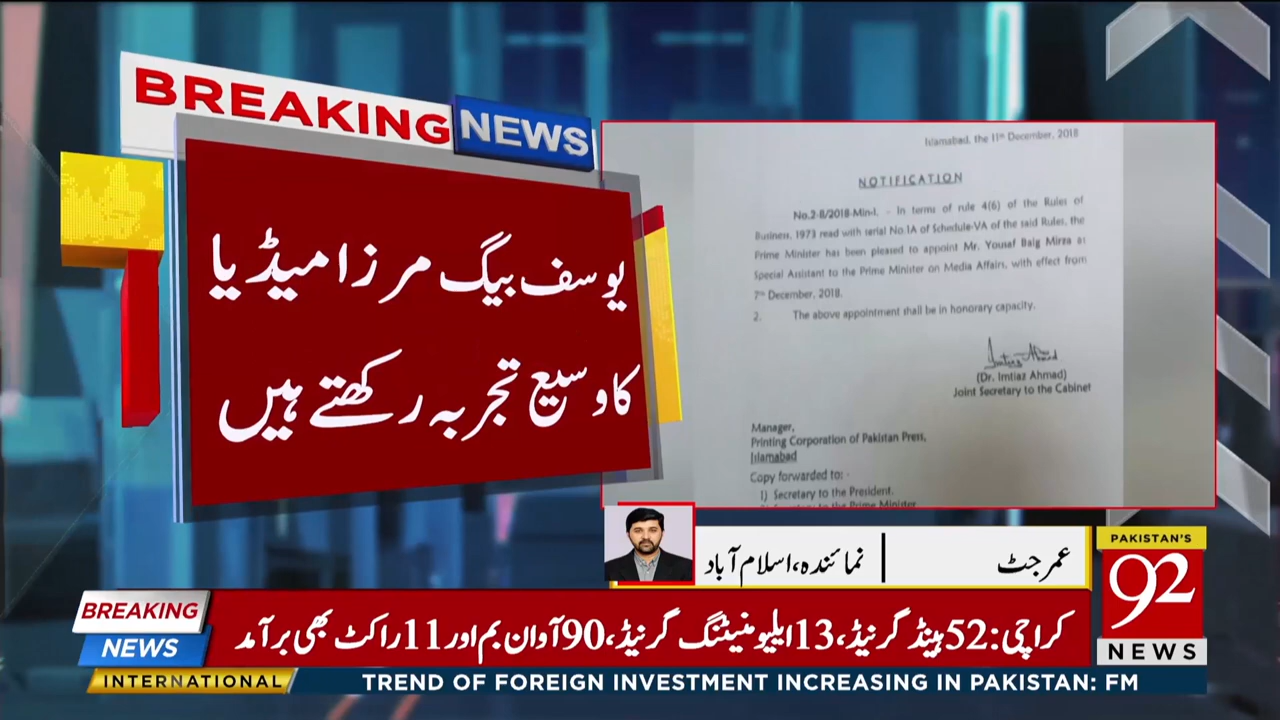 BREAKING NEWS
یوسف بیگ مرزا میڈیا
کا وسیع تجربہ رکھتے ہیں
Islamabad, the 11th December, 2018
NOTIFICATION
No.2-8/2018-Min-I. - In terms of rule 4(6) of the Rules of
Business, 1973 read with serial No.1A of Schedule-VA of the said Rules, the
Prime Minister has been pleased to appoint Mr. Yousaf Baig Mirza as
Special Assistant to the Prime Minister on Media Affairs, with effect from
7th December, 2018.
2. The above appointment shall be in honorary capacity.
(Dr. Imtiaz Ahmad)
Joint Secretary to the Cabinet
Manager,
Printing Corporation of Pakistan Press,
Islamabad
Copy forwarded to: -
1) Secretary to the President.
Secretary to the Prime Minister
عمر جٹ
نمائندہ، اسلام آباد
PAKISTAN'S
92
NEWS
BREAKING
NEWS
کراچی: 52 ہینڈ گرنیڈ، 13 ایلیومنیٹنگ گرنیڈ، 90 آوان بم اور 11 راکٹ بھی برآمد
INTERNATIONAL
TREND OF FOREIGN INVESTMENT INCREASING IN PAKISTAN: FM